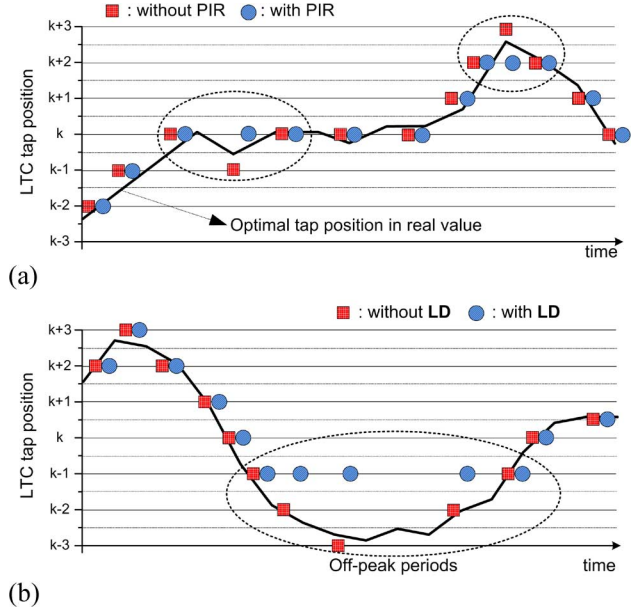 : without PIR : with PIR
k+3
k+2
k+1
k
k-1
k-2
k-3
LTC tap position
Optimal tap position in real value
time
(a)
: without LD : with LD
k+3
k+2
k+1
k
k-1
k-2
k-3
LTC tap position
Off-peak periods
time
(b)